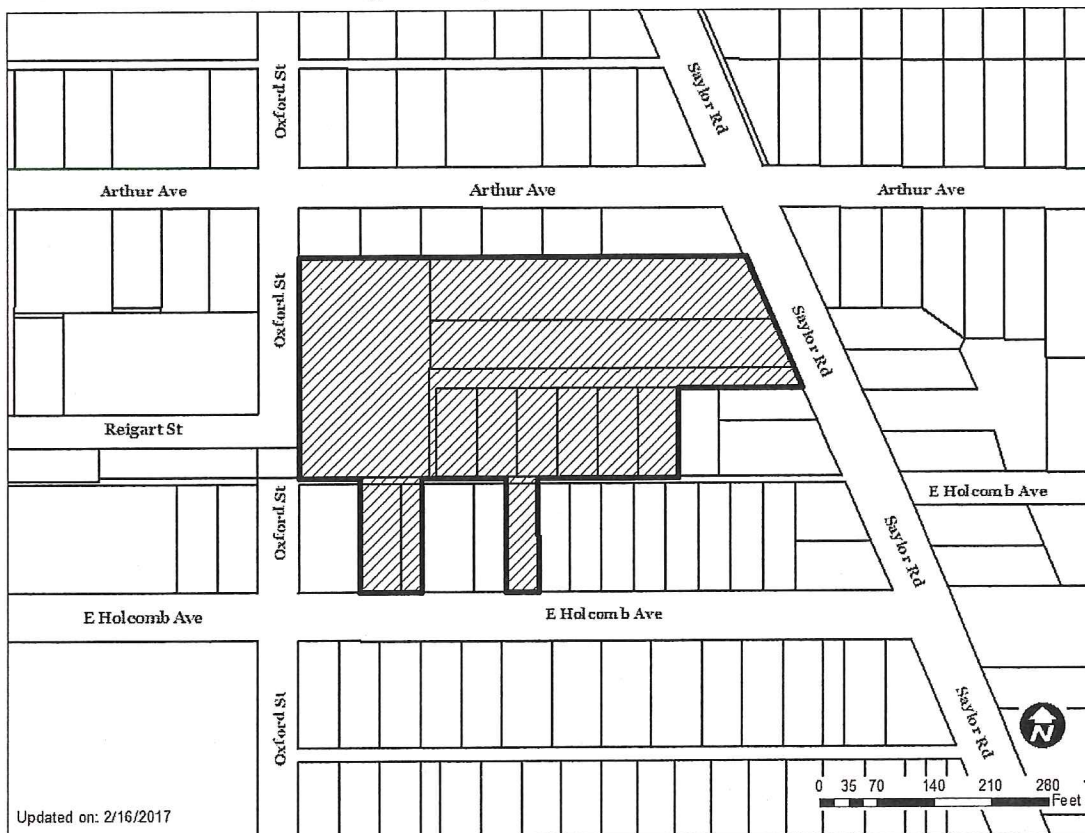 Oxford St
Saylor Rd
Arthur Ave
Arthur Ave
Arthur Ave
Oxford St
Saylor Rd
Reigart St
Oxford St
E Holcomb Ave
Saylor Rd
E Holcomb Ave
E Holcomb Ave
Oxford St
Saylor Rd
N
0 35 70 140 210 280
Feet
Updated on: 2/16/2017